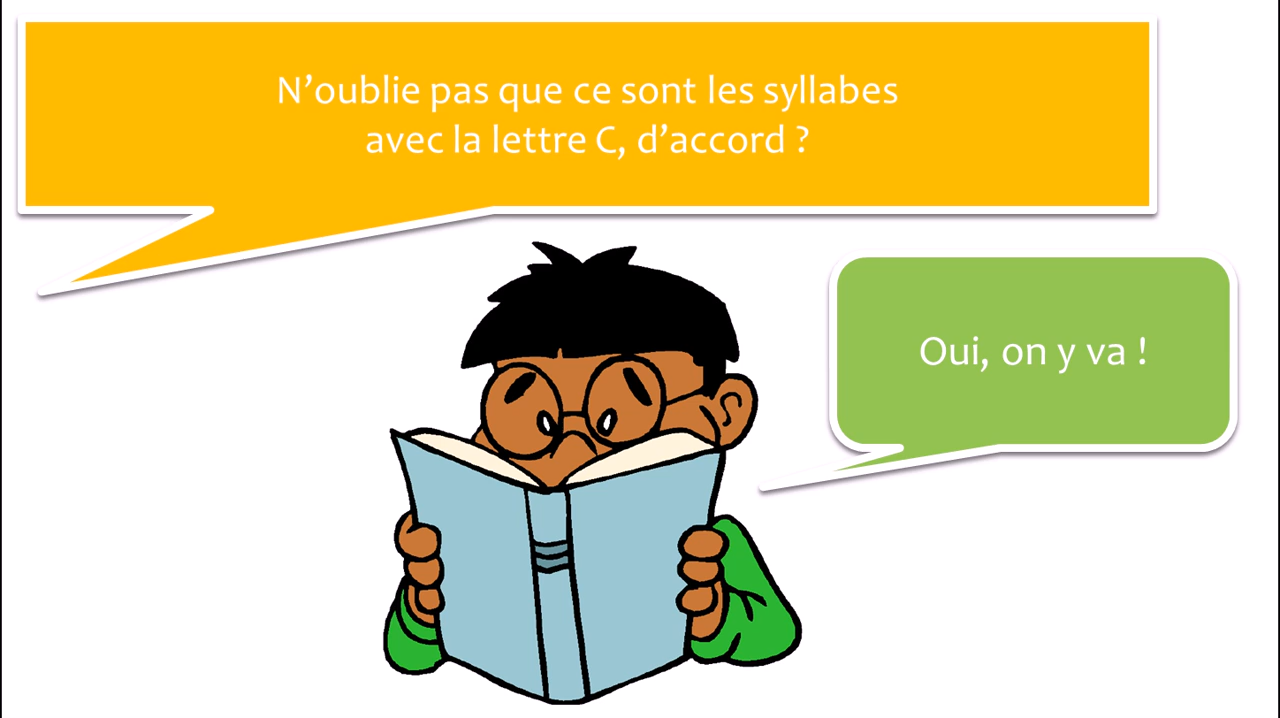 N’oublie pas que ce sont les syllabes
avec la lettre C, d’accord ?
Oui, on y va !